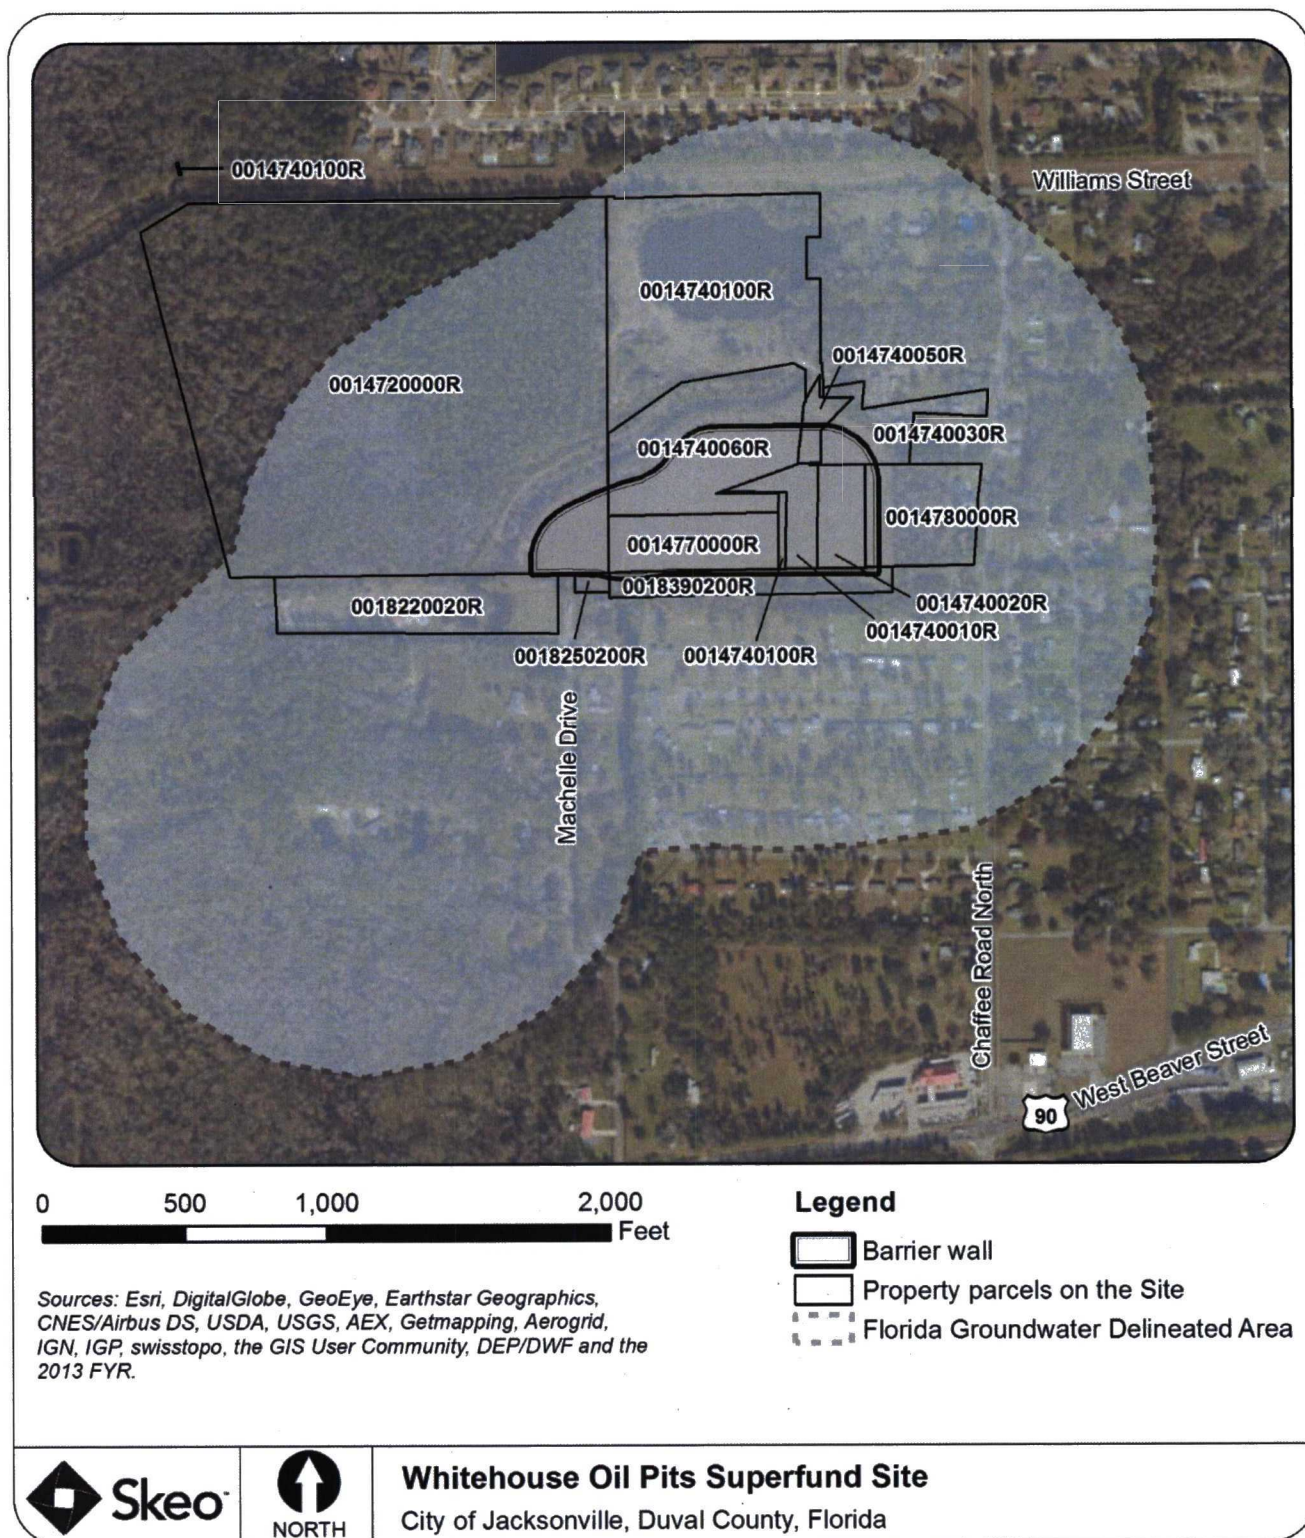 0014740100R
Williams Street
0014740100R
0014740050R
0014720000R
0014740030R
0014740060R
0014780000R
0014770000R
0018390200R
0018220020R
0014740020R
0014740010R
0018250200R
0014740100R
Machelle Drive
Chaffee Road North
West Beaver Street
90
0 500 1,000 2,000
Feet
Sources: Esri, DigitalGlobe, GeoEye, Earthstar Geographics,
CNES/Airbus DS, USDA, USGS, AEX, Getmapping, Aerogrid,
IGN, IGP, swisstopo, the GIS User Community, DEP/DWF and the
2013 FYR.
Legend
Barrier wall
Property parcels on the Site
Florida Groundwater Delineated Area
Skeo
NORTH
Whitehouse Oil Pits Superfund Site
City of Jacksonville, Duval County, Florida